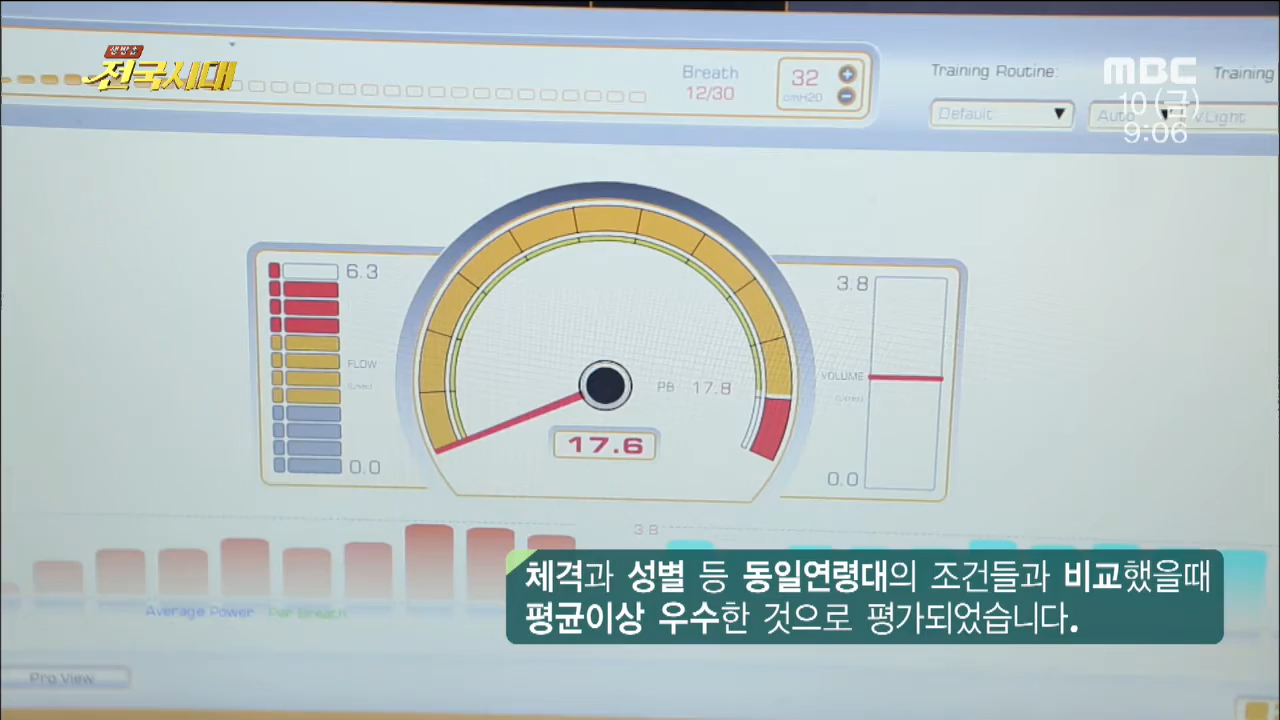 생방송
전국시대
Breath
12/30
32
cmH2O
Training Routine:
Training
Default
Auto
Light
MBC
10 (금)
9:06
6.3
FLOW
0.0
PB 17.8
17.6
3.8
VOLUME
0.0
3.8
Average Power Per Breath
체격과 성별 등 동일연령대의 조건들과 비교했을때
평균이상 우수한 것으로 평가되었습니다.
Pro View